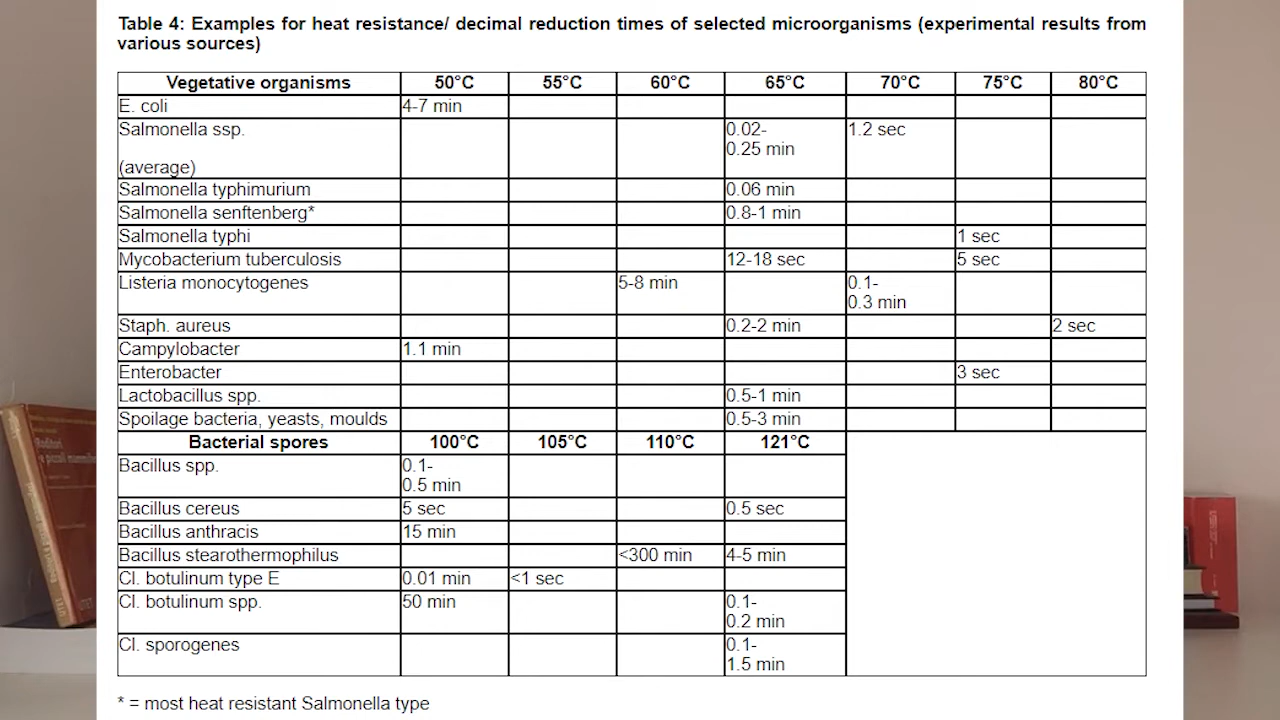 Table 4: Examples for heat resistance/ decimal reduction times of selected microorganisms (experimental results from
various sources)
Vegetative organisms 50°C 55°C 60°C 65°C 70°C 75°C 80°C
E. coli 4-7 min
Salmonella ssp. 0.02- 1.2 sec
0.25 min
(average)
Salmonella typhimurium 0.06 min
Salmonella senftenberg* 0.8-1 min
Salmonella typhi 1 sec
Mycobacterium tuberculosis 12-18 sec 5 sec
Listeria monocytogenes 5-8 min 0.1-
0.3 min
Staph. aureus 0.2-2 min 2 sec
Campylobacter 1.1 min
Enterobacter 3 sec
Lactobacillus spp. 0.5-1 min
Spoilage bacteria, yeasts, moulds 0.5-3 min
Bacterial spores 100°C 105°C 110°C 121°C
Bacillus spp. 0.1-
0.5 min
Bacillus cereus 5 sec 0.5 sec
Bacillus anthracis 15 min
Bacillus stearothermophilus <300 min 4-5 min
Cl. botulinum type E 0.01 min <1 sec
Cl. botulinum spp. 50 min 0.1-
0.2 min
Cl. sporogenes 0.1-
1.5 min
* = most heat resistant Salmonella type